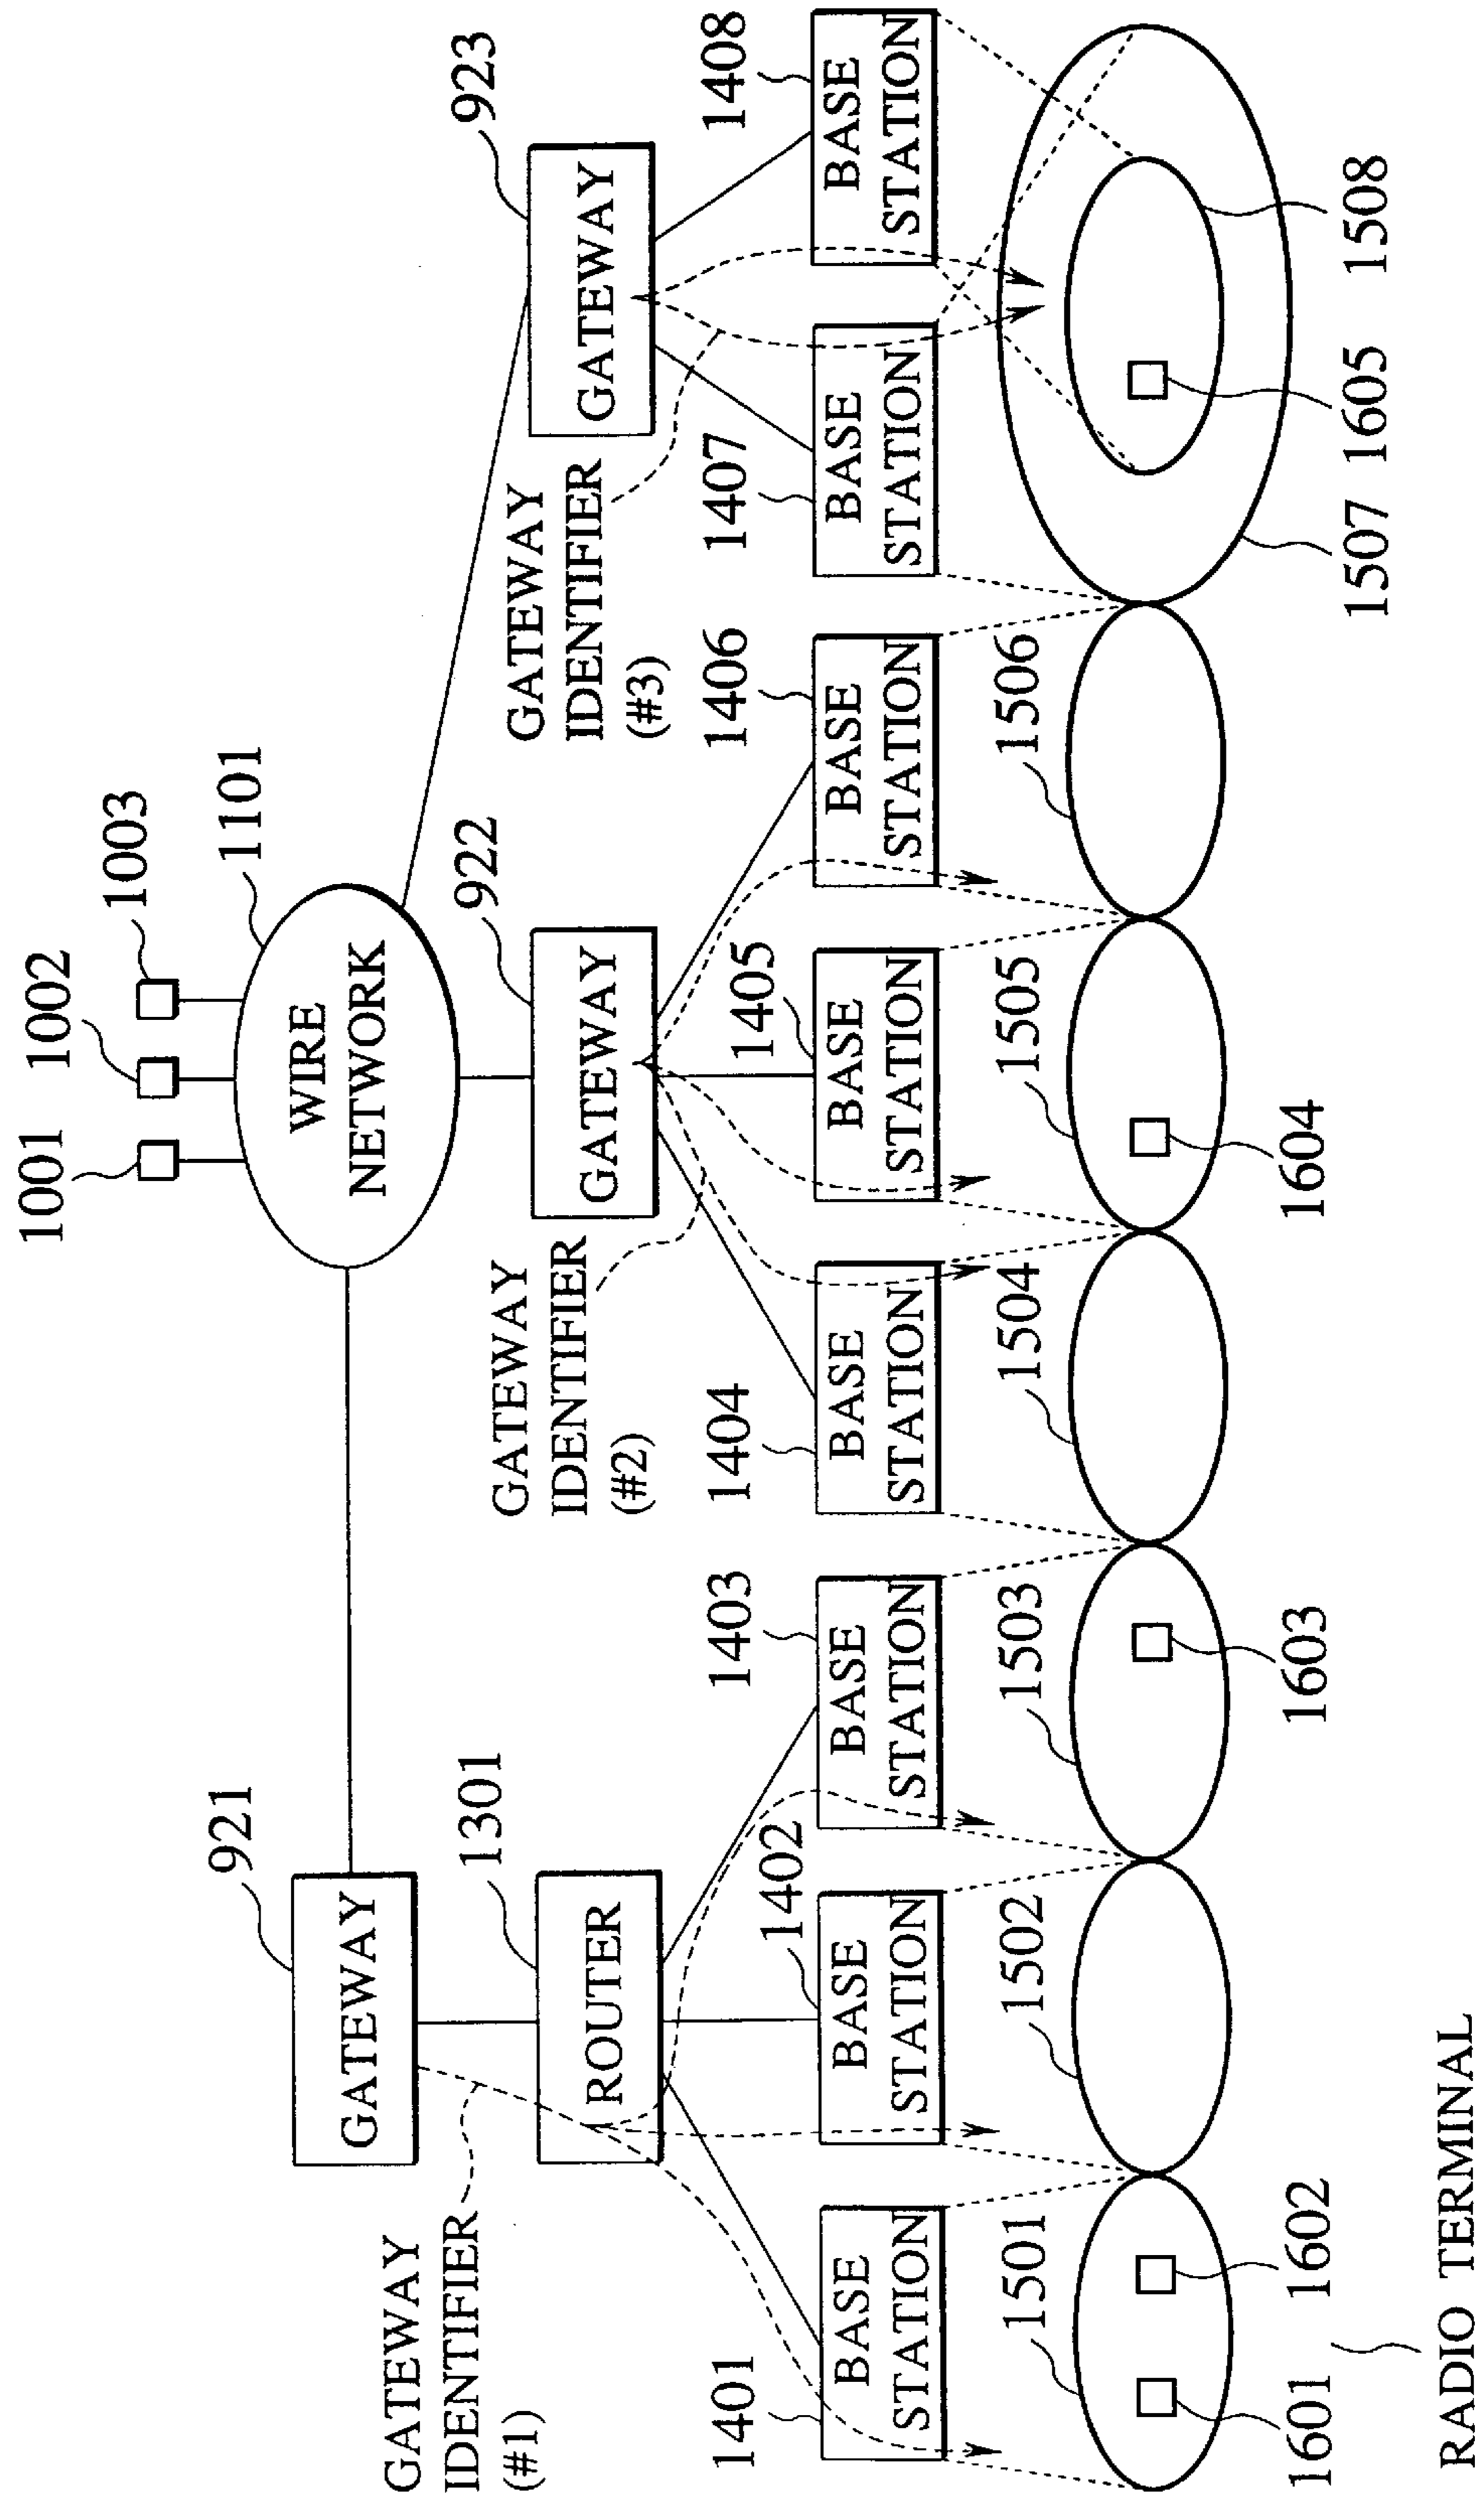 1001
1002
1003
1101
WIRE
NETWORK
921
GATEWAY
922
GATEWAY
923
GATEWAY
GATEWAY
IDENTIFIER
(#1)
1301
ROUTER
GATEWAY
IDENTIFIER
(#2)
GATEWAY
IDENTIFIER
(#3)
1401
BASE
STATION
1402
BASE
STATION
1403
BASE
STATION
1404
BASE
STATION
1405
BASE
STATION
1406
BASE
STATION
1407
BASE
STATION
1408
BASE
STATION
1501
1502
1503
1504
1505
1506
1507
1508
1601
1602
1603
1604
1605
RADIO TERMINAL